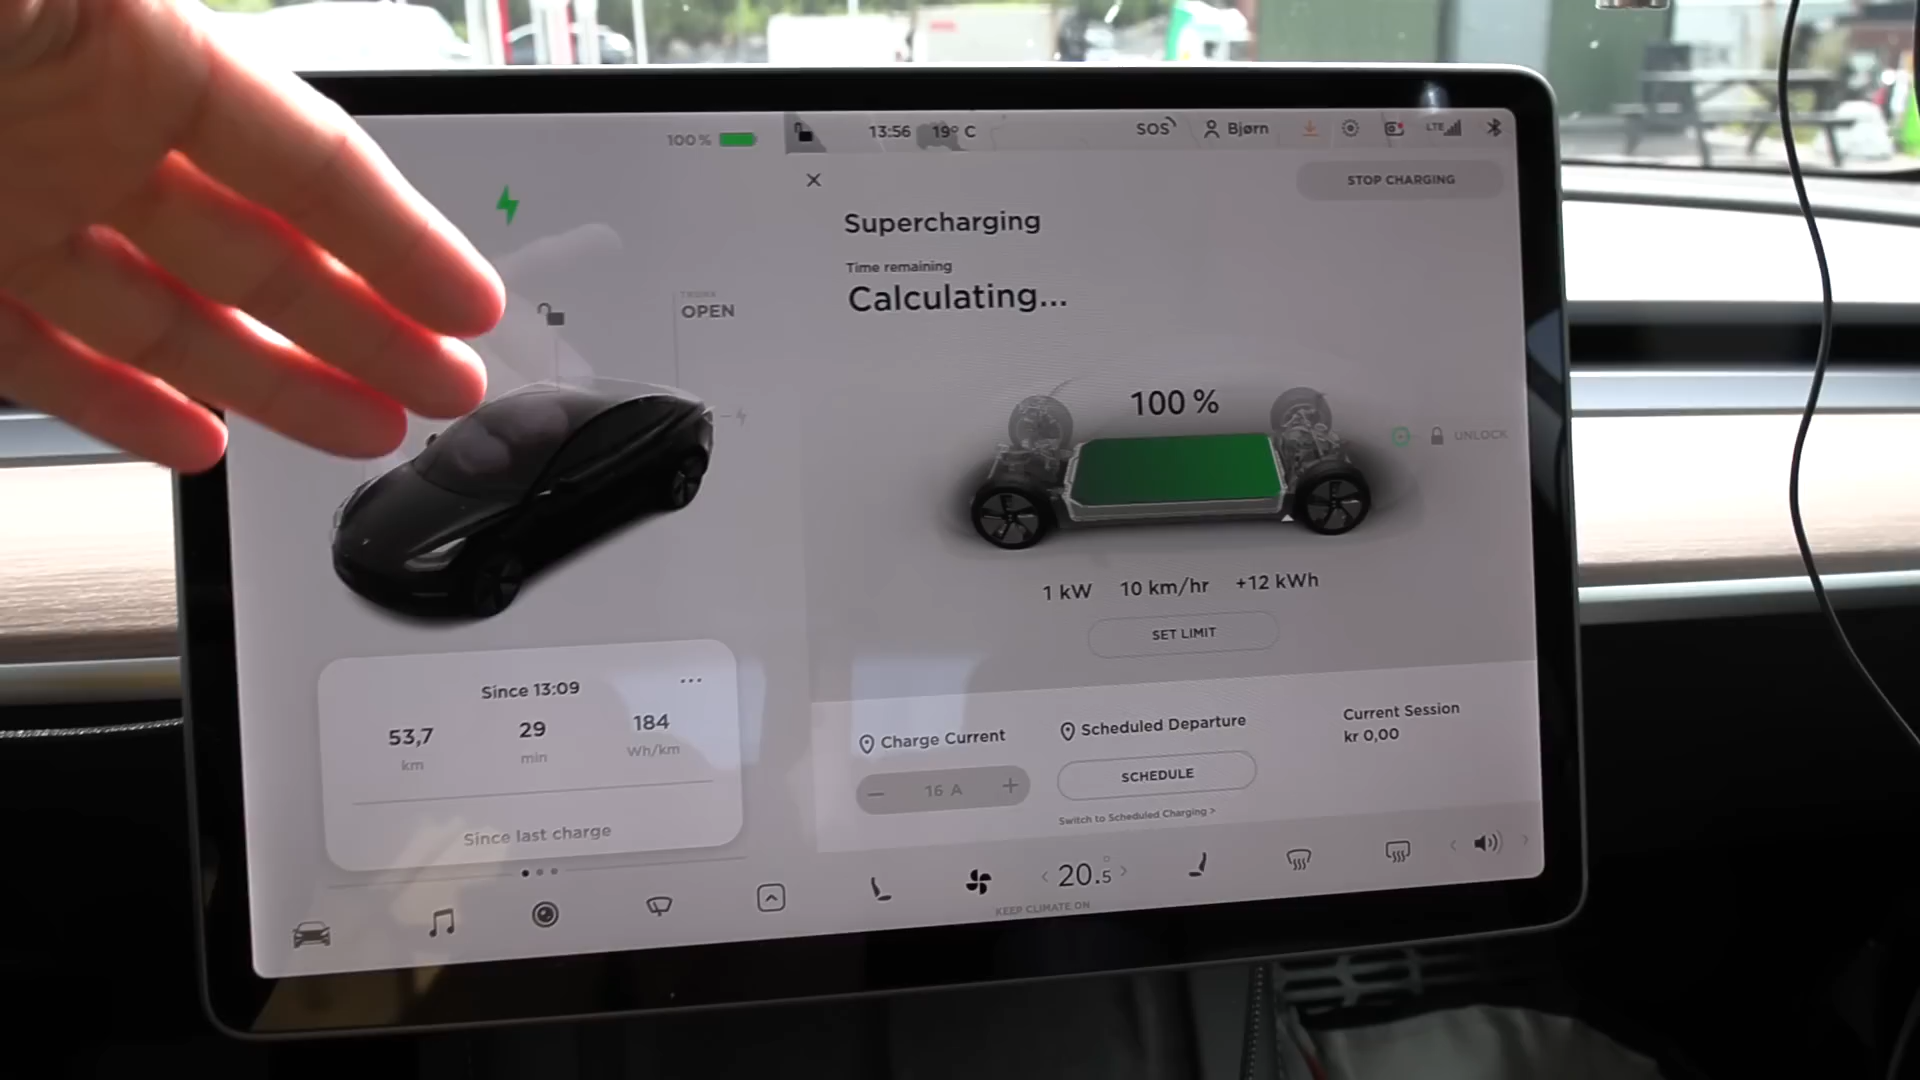 100 %
13:56 19° C
SOS
Bjørn
LTE
STOP CHARGING
Supercharging
Time remaining
Calculating...
TRUNK
OPEN
100 %
UNLOCK
1 kW 10 km/hr +12 kWh
SET LIMIT
Since 13:09
53,7 29 184
km min Wh/km
Since last charge
Charge Current
16 A
Scheduled Departure
SCHEDULE
Switch to Scheduled Charging >
Current Session
kr 0,00
20.5
KEEP CLIMATE ON